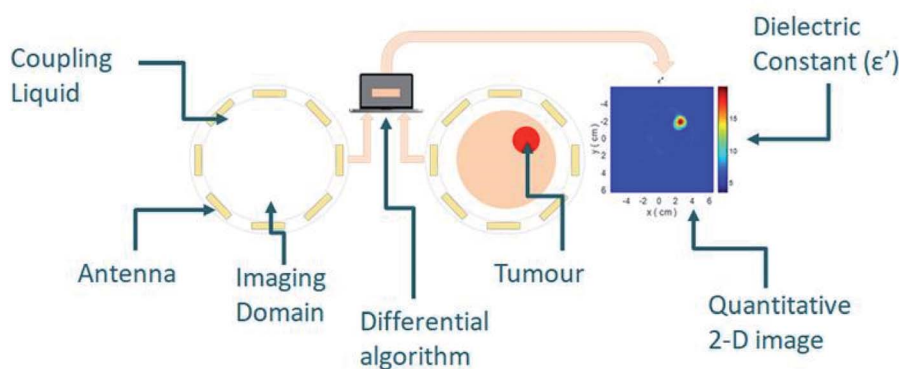 Coupling
Liquid
Dielectric
Constant (ε’)
ε'
-4
-2
0
2
4
6
y ( cm )
-4 -2 0 2 4 6
x ( cm )
15
10
5
Antenna
Imaging
Domain
Differential
algorithm
Tumour
Quantitative
2-D image